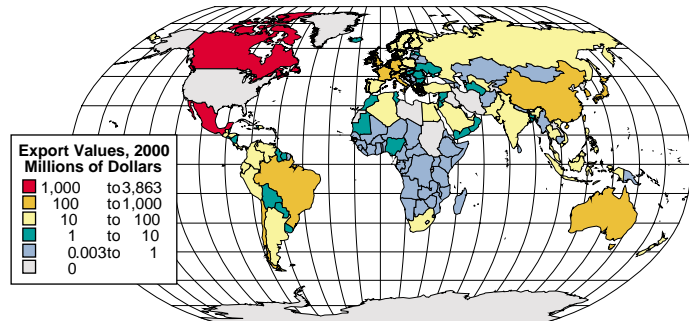 Export Values, 2000
Millions of Dollars
1,000 to 3,863
100 to 1,000
10 to 100
1 to 10
0.003 to 1
0